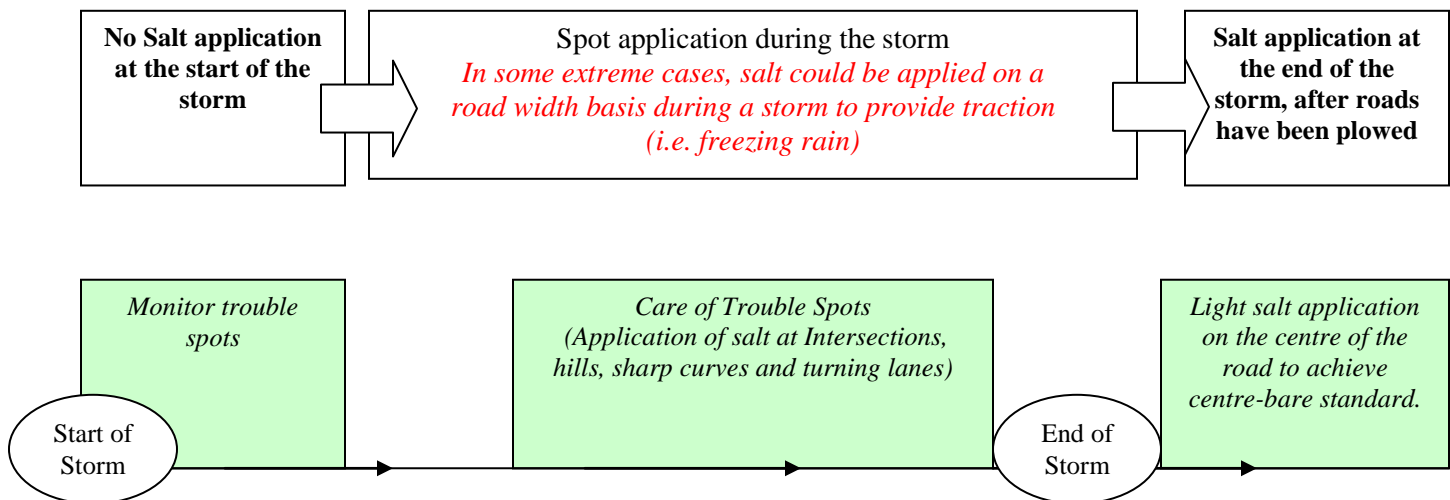 No Salt application
at the start of the
storm
Spot application during the storm
In some extreme cases, salt could be applied on a
road width basis during a storm to provide traction
(i.e. freezing rain)
Salt application at
the end of the
storm, after roads
have been plowed
Monitor trouble
spots
Care of Trouble Spots
(Application of salt at Intersections,
hills, sharp curves and turning lanes)
Light salt application
on the centre of the
road to achieve
centre-bare standard.
Start of
Storm
End of
Storm